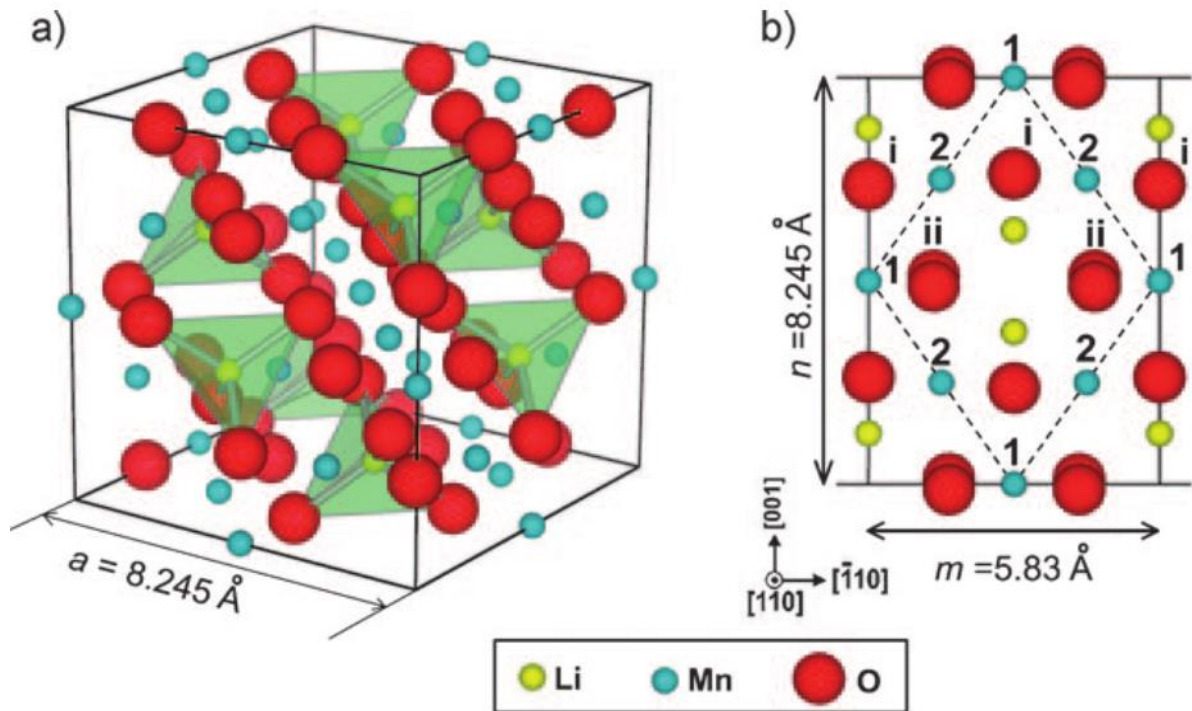 a)
a = 8.245 Å
b)
1
i
2
2
i
i
ii
ii
1
1
2
2
1
n =8.245 Å
[001]
[110]
[1̄10]
m =5.83 Å
Li
Mn
O